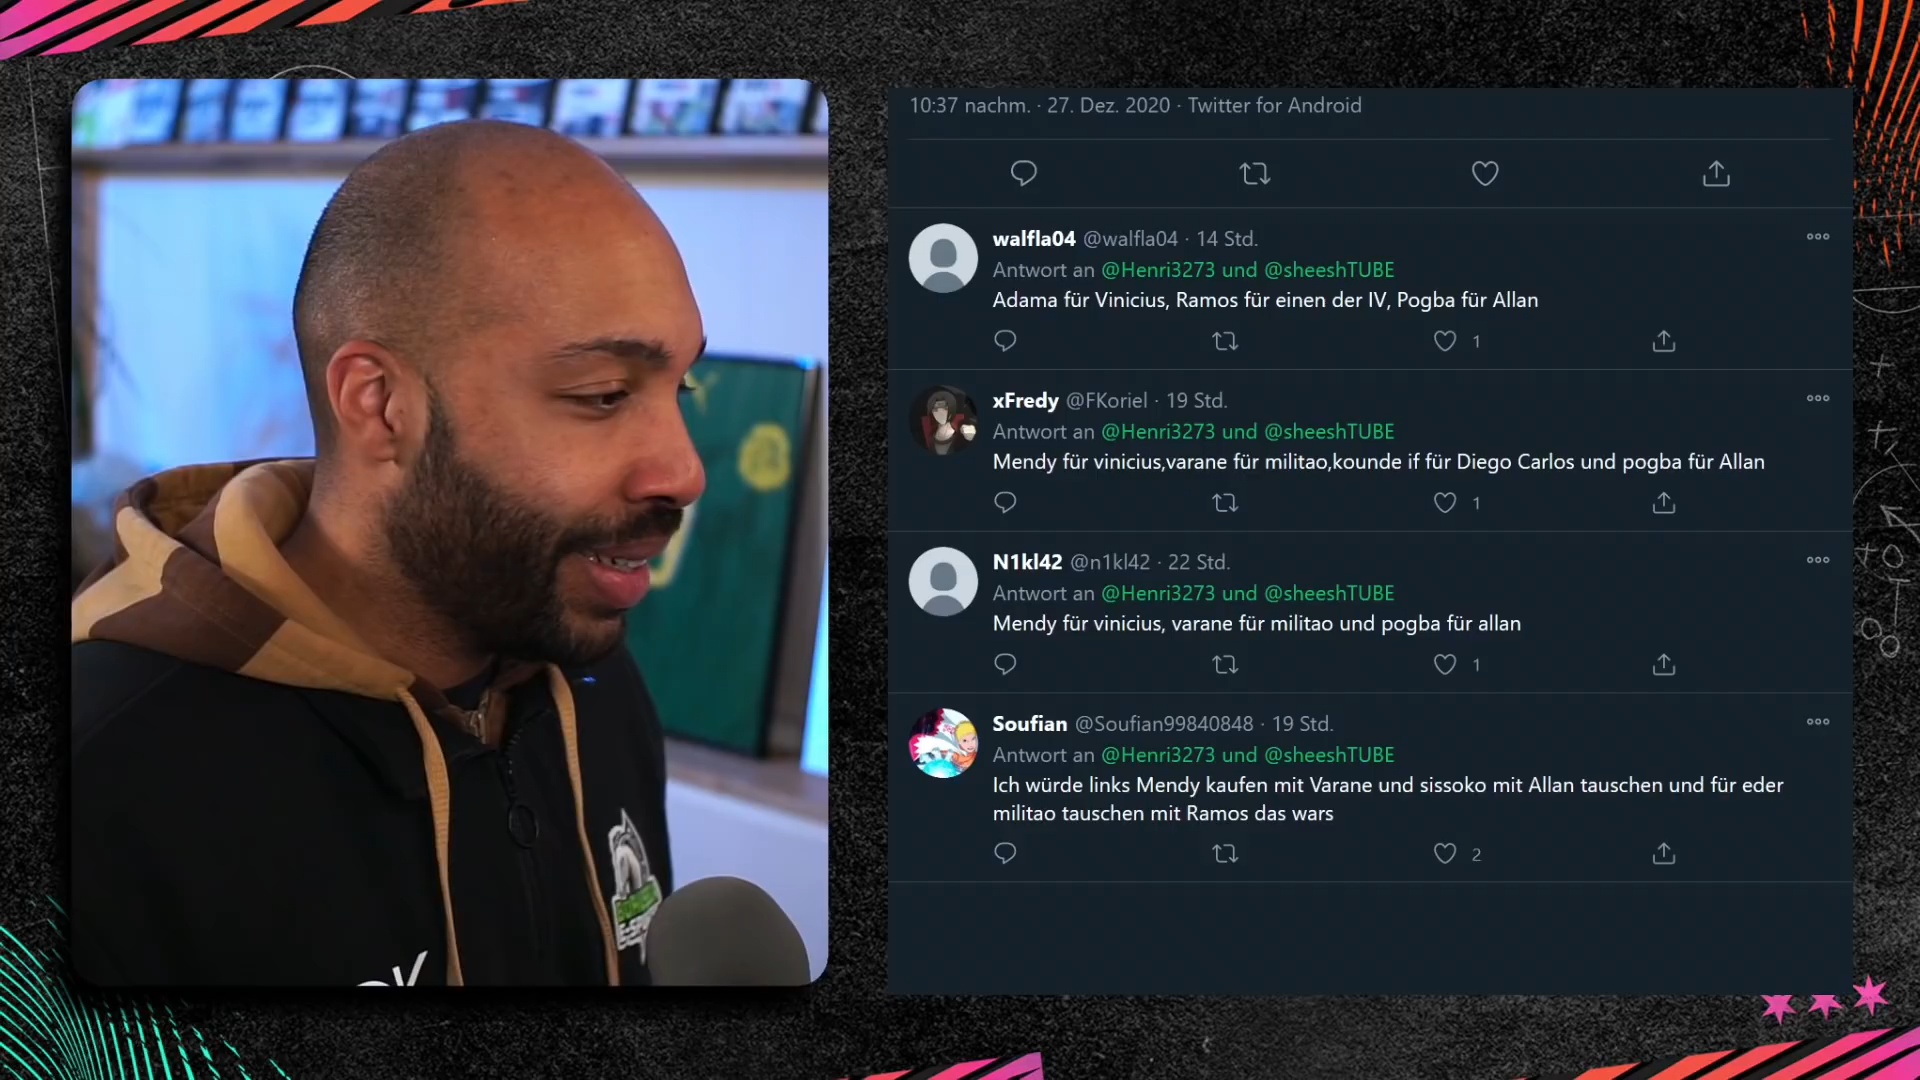 10:37 nachm. · 27. Dez. 2020 · Twitter for Android
walfla04 @walfla04 · 14 Std.
Antwort an @Henri3273 und @sheeshTUBE
Adama für Vinicius, Ramos für einen der IV, Pogba für Allan
1
xFredy @FKoriel · 19 Std.
Antwort an @Henri3273 und @sheeshTUBE
Mendy für vinicius,varane für militao,kounde if für Diego Carlos und pogba für Allan
1
N1kl42 @n1kl42 · 22 Std.
Antwort an @Henri3273 und @sheeshTUBE
Mendy für vinicius, varane für militao und pogba für allan
1
Soufian @Soufian99840848 · 19 Std.
Antwort an @Henri3273 und @sheeshTUBE
Ich würde links Mendy kaufen mit Varane und sissoko mit Allan tauschen und für eder
militao tauschen mit Ramos das wars
2